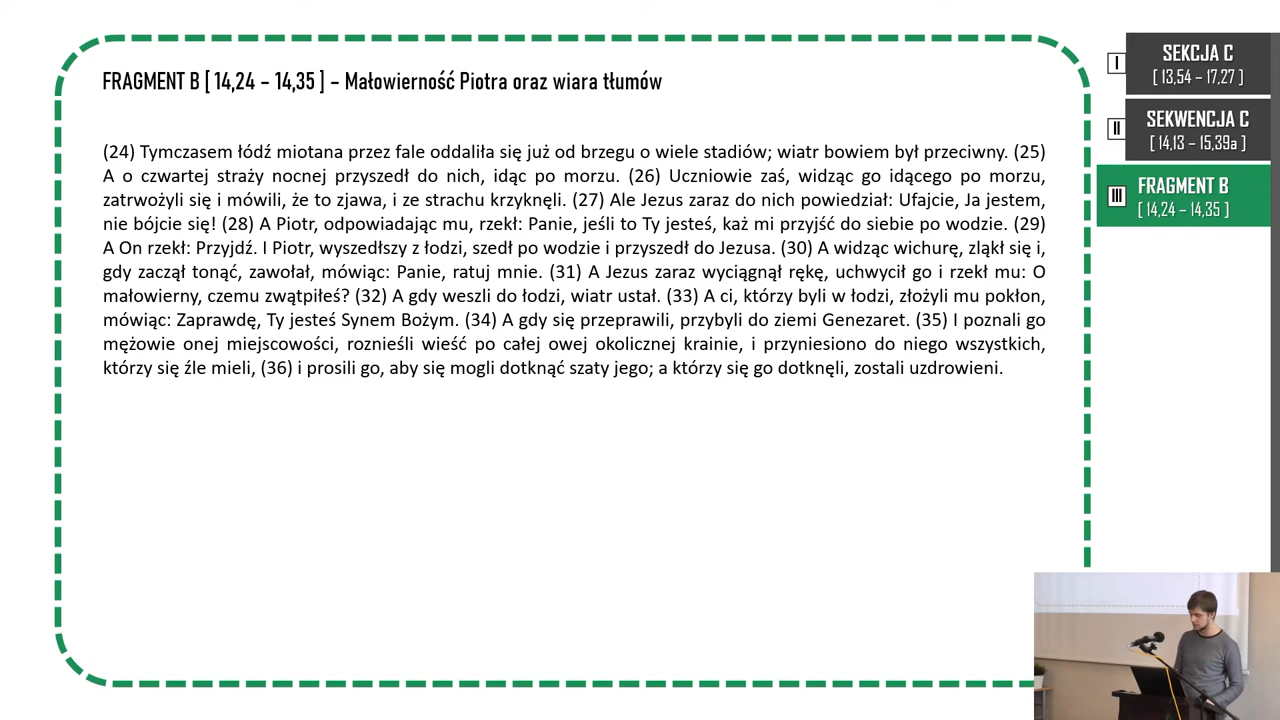 FRAGMENT B [ 14,24 – 14,35 ] – Małowierność Piotra oraz wiara tłumów
(24) Tymczasem łódź miotana przez fale oddaliła się już od brzegu o wiele stadiów; wiatr bowiem był przeciwny. (25)
A o czwartej straży nocnej przyszedł do nich, idąc po morzu. (26) Uczniowie zaś, widząc go idącego po morzu,
zatrwożyli się i mówili, że to zjawa, i ze strachu krzyknęli. (27) Ale Jezus zaraz do nich powiedział: Ufajcie, Ja jestem,
nie bójcie się! (28) A Piotr, odpowiadając mu, rzekł: Panie, jeśli to Ty jesteś, każ mi przyjść do siebie po wodzie. (29)
A On rzekł: Przyjdź. I Piotr, wyszedłszy z łodzi, szedł po wodzie i przyszedł do Jezusa. (30) A widząc wichurę, zląkł się i,
gdy zaczął tonąć, zawołał, mówiąc: Panie, ratuj mnie. (31) A Jezus zaraz wyciągnął rękę, uchwycił go i rzekł mu: O
małowierny, czemu zwątpiłeś? (32) A gdy weszli do łodzi, wiatr ustał. (33) A ci, którzy byli w łodzi, złożyli mu pokłon,
mówiąc: Zaprawdę, Ty jesteś Synem Bożym. (34) A gdy się przeprawili, przybyli do ziemi Genezaret. (35) I poznali go
mężowie onej miejscowości, roznieśli wieść po całej owej okolicznej krainie, i przyniesiono do niego wszystkich,
którzy się źle mieli, (36) i prosili go, aby się mogli dotknąć szaty jego; a którzy się go dotknęli, zostali uzdrowieni.
I
SEKCJA C
[ 13,54 – 17,27 ]
II
SEKWENCJA C
[ 14,13 – 15,39a ]
III
FRAGMENT B
[ 14,24 – 14,35 ]